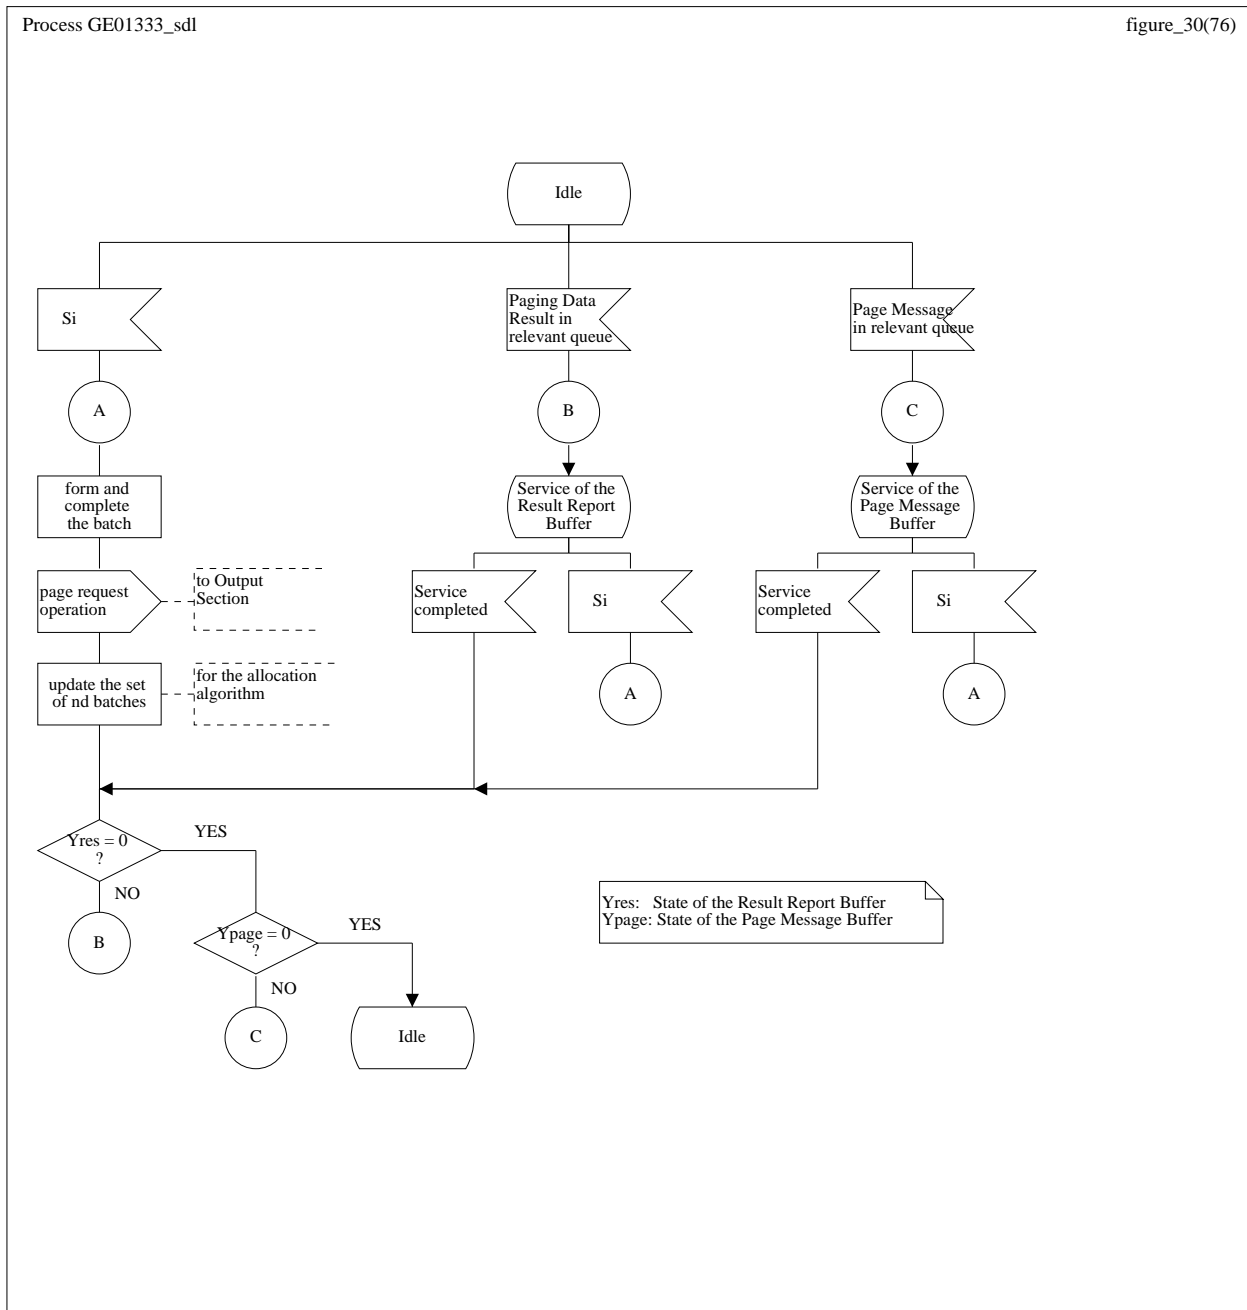 Process GE01333_sdl
figure_30(76)
Idle
Si
Paging Data
Result in
relevant queue
Page Message
in relevant queue
A
B
C
form and
complete
the batch
Service of the
Result Report
Buffer
Service of the
Page Message
Buffer
page request
operation
to Output
Section
Service
completed
Si
Service
completed
Si
update the set
of nd batches
for the allocation
algorithm
A
A
Yres = 0
?
YES
NO
B
Yres:   State of the Result Report Buffer
Ypage: State of the Page Message Buffer
Ypage = 0
?
YES
NO
C
Idle